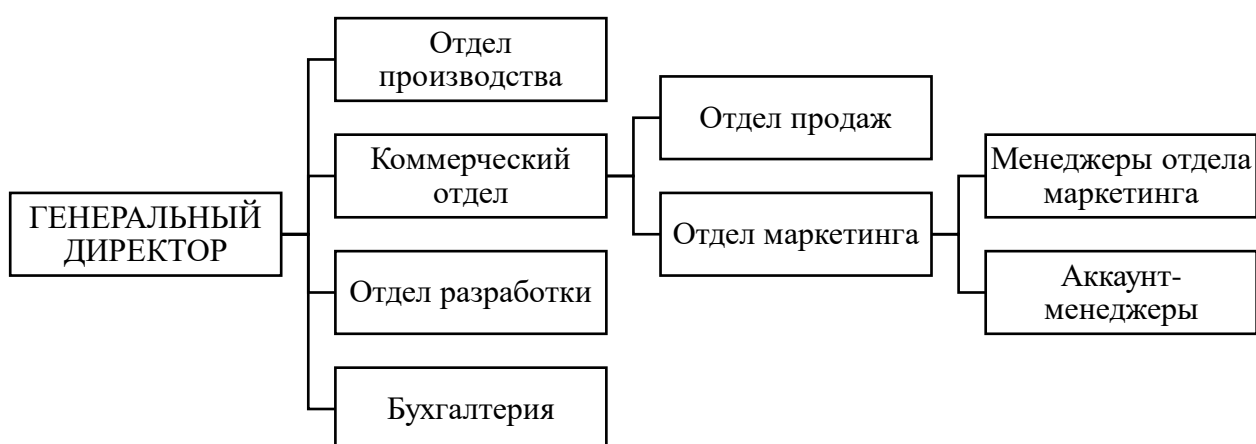 ГЕНЕРАЛЬНЫЙ
ДИРЕКТОР
Отдел
производства
Коммерческий
отдел
Отдел разработки
Бухгалтерия
Отдел продаж
Отдел маркетинга
Менеджеры отдела
маркетинга
Аккаунт-
менеджеры